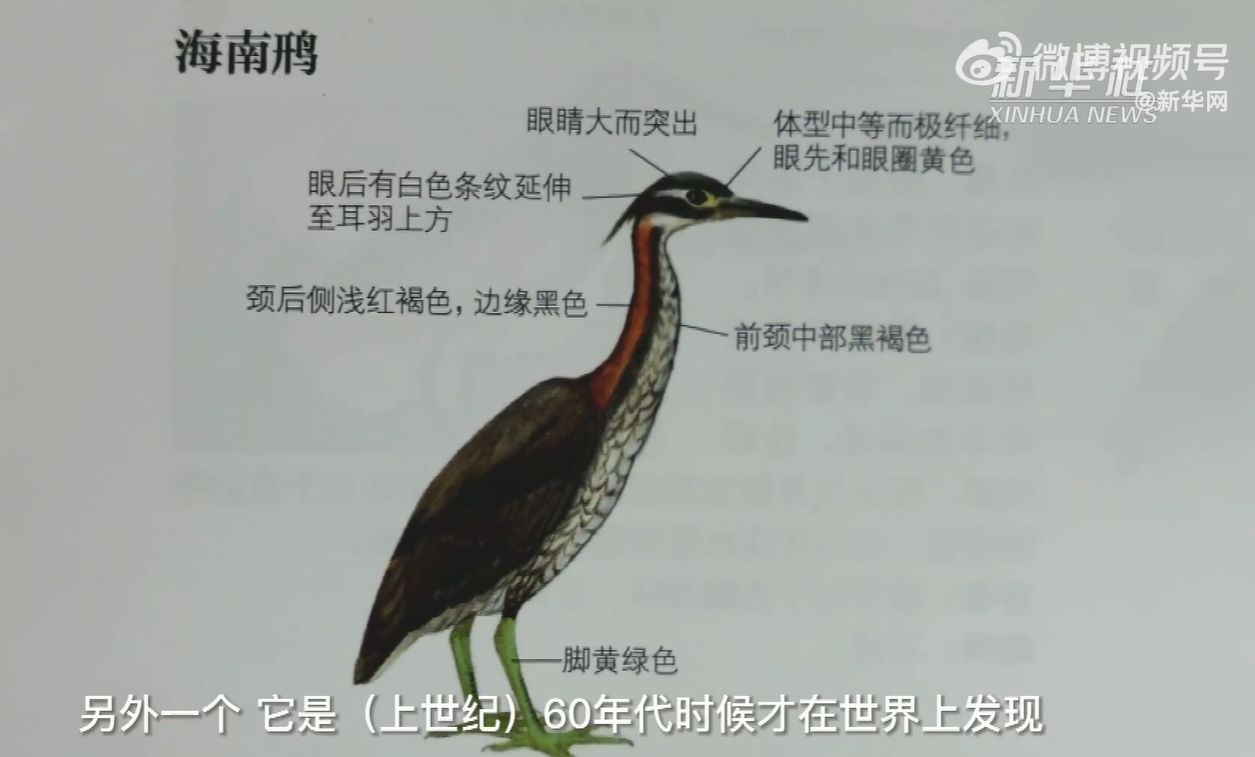 海南鳽
微博视频号
新华社
XINHUA NEWS
@新华网
眼睛大而突出
体型中等而极纤细，
眼先和眼圈黄色
眼后有白色条纹延伸
至耳羽上方
颈后侧浅红褐色，边缘黑色
前颈中部黑褐色
脚黄绿色
另外一个 它是（上世纪）60年代时候才在世界上发现